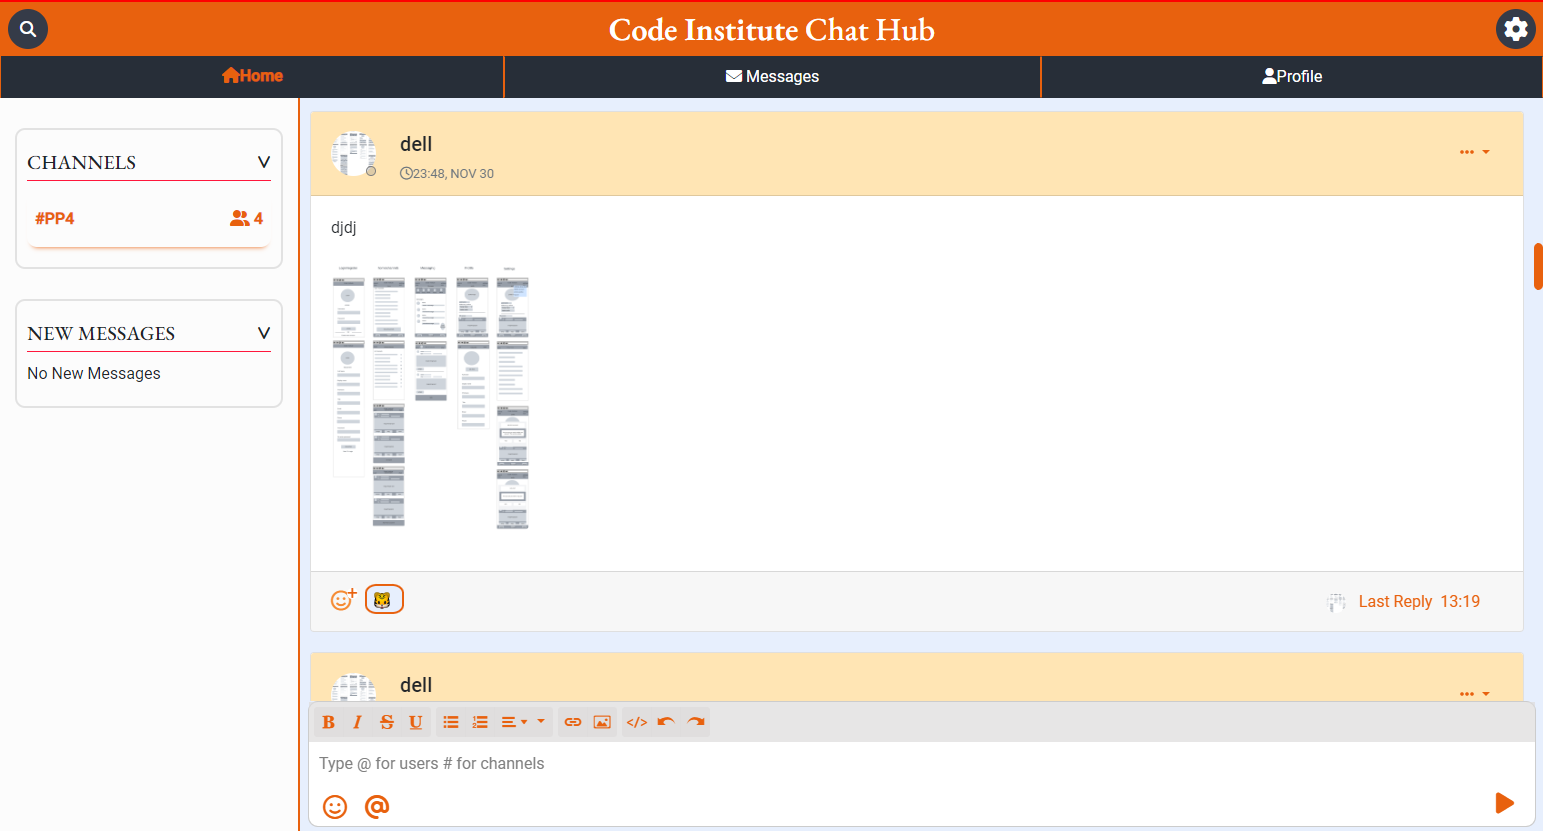 Code Institute Chat Hub
Home
Messages
Profile
CHANNELS
#PP4
4
NEW MESSAGES
No New Messages
dell
23:48, NOV 30
djdj
Last Reply 13:19
dell
B I S U
Type @ for users # for channels